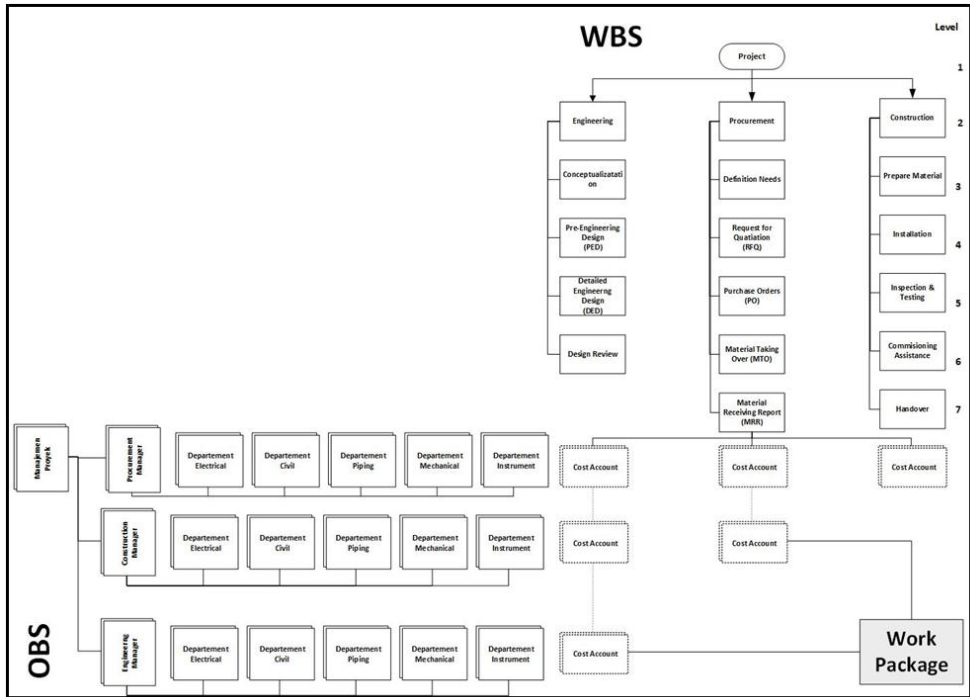 WBS
Level
Project
1
Engineering
Procurement
Construction
2
Conceptualizatati
on
Definition Needs
Prepare Material
3
Pre-Engineering
Design
(PED)
Request for
Quatiation
(RFQ)
Installation
4
Detailed
Engineerng
Design
(DED)
Purchase Orders
(PO)
Inspection &
Testing
5
Design Review
Material Taking
Over (MTO)
Commisioning
Assistance
6
Material
Receiving Report
(MRR)
Handover
7
Manajemen
Proyek
Procurement
Manager
Departement
Electrical
Departement
Civil
Departement
Piping
Departement
Mechanical
Departement
Instrument
Cost Account
Cost Account
Cost Account
Construction
Manager
Departement
Electrical
Departement
Civil
Departement
Piping
Departement
Mechanical
Departement
Instrument
Cost Account
Cost Account
OBS
Engineering
Manager
Departement
Electrical
Departement
Civil
Departement
Piping
Departement
Mechanical
Departement
Instrument
Cost Account
Work
Package